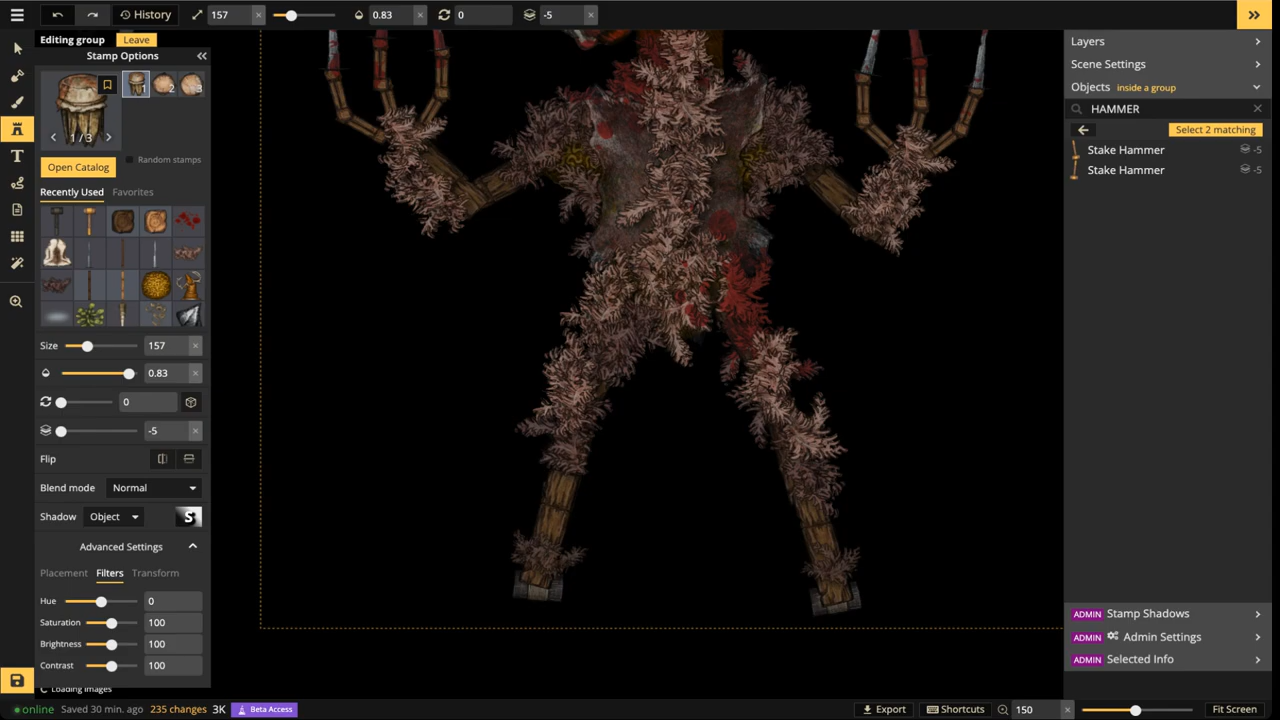 History
157
0.83
0
-5
Editing group
Leave
Stamp Options
1
2
3
1 / 3
Open Catalog
Random stamps
Recently Used
Favorites
Size
157
0.83
0
-5
Flip
Blend mode
Normal
Shadow
Object
S
Advanced Settings
Placement
Filters
Transform
Hue
0
Saturation
100
Brightness
100
Contrast
100
Loading images
online
Saved 30 min. ago
235 changes
3K
Beta Access
Layers
Scene Settings
Objects
inside a group
HAMMER
Select 2 matching
Stake Hammer
-5
Stake Hammer
-5
ADMIN
Stamp Shadows
ADMIN
Admin Settings
ADMIN
Selected Info
Export
Shortcuts
150
Fit Screen